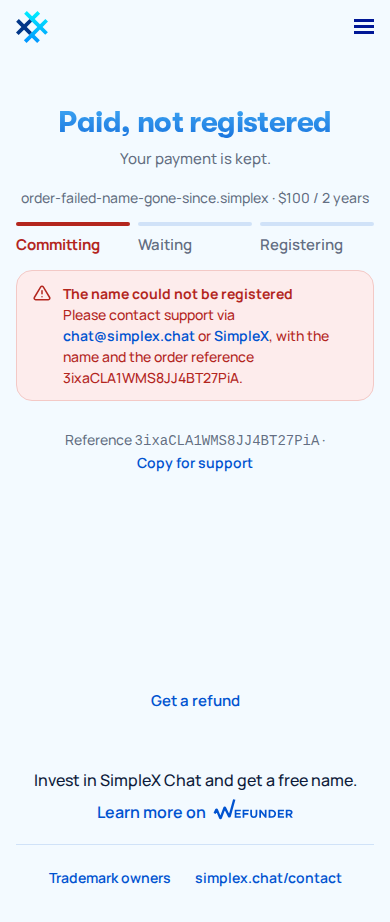 Paid, not registered
Your payment is kept.
order-failed-name-gone-since.simplex · $100 / 2 years
Committing
Waiting
Registering
The name could not be registered
Please contact support via
chat@simplex.chat or SimpleX, with the
name and the order reference
3ixaCLA1WMS8JJ4BT27PiA.
Reference 3ixaCLA1WMS8JJ4BT27PiA ·
Copy for support
Get a refund
Invest in SimpleX Chat and get a free name.
Learn more on WEFUNDER
Trademark owners
simplex.chat/contact